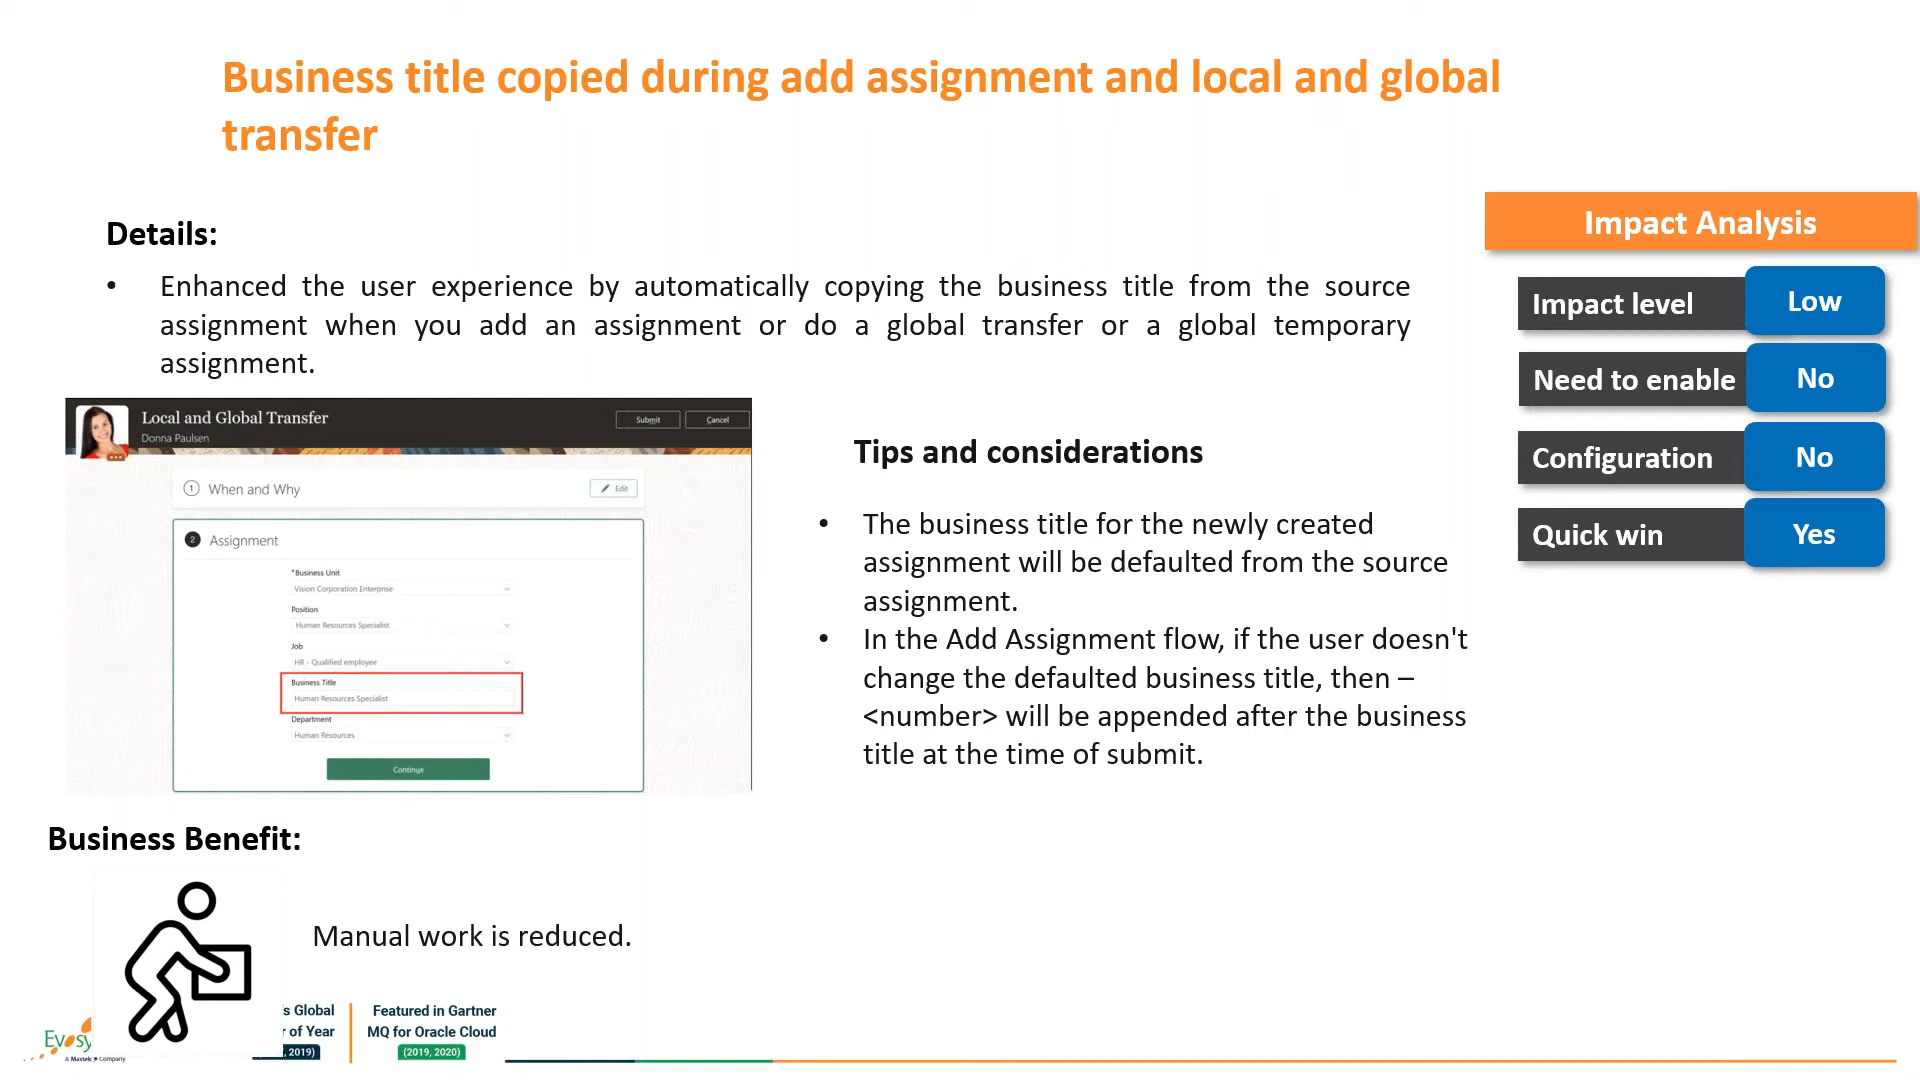 Business title copied during add assignment and local and global
transfer
Details:
• Enhanced the user experience by automatically copying the business title from the source
assignment when you add an assignment or do a global transfer or a global temporary
assignment.
Impact Analysis
Impact level Low
Need to enable No
Configuration No
Quick win Yes
Local and Global Transfer
Donna Paulsen
Submit Cancel
1 When and Why
Edit
2 Assignment
*Business Unit
Vision Corporation Enterprise
Position
Human Resources Specialist
Job
HR - Qualified employee
Business Title
Human Resources Specialist
Department
Human Resources
Continue
Tips and considerations
• The business title for the newly created
assignment will be defaulted from the source
assignment.
• In the Add Assignment flow, if the user doesn't
change the defaulted business title, then –
<number> will be appended after the business
title at the time of submit.
Business Benefit:
Manual work is reduced.
Evosy
A Mastek Company
s Global
r of Year
, 2019)
Featured in Gartner
MQ for Oracle Cloud
(2019, 2020)